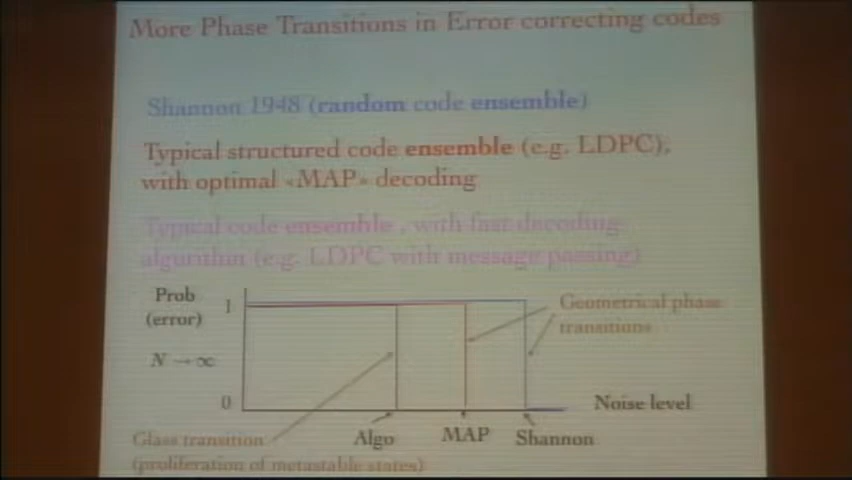 More Phase Transitions in Error correcting codes
Shannon 1948 (random code ensemble)
Typical structured code ensemble (e.g. LDPC),
with optimal «MAP» decoding
Typical code ensemble , with fast decoding
algorithm (e.g. LDPC with message passing)
Prob
(error)
1
Geometrical phase
transitions
N → ∞
0
Noise level
Algo
MAP
Shannon
Glass transition
(proliferation of metastable states)